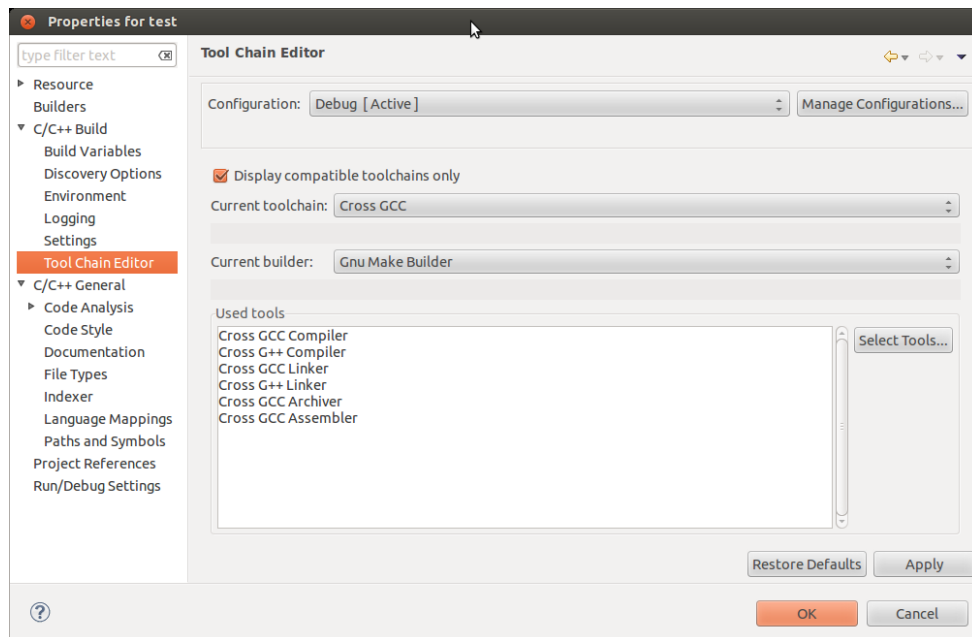 Properties for test
type filter text
Resource
Builders
C/C++ Build
Build Variables
Discovery Options
Environment
Logging
Settings
Tool Chain Editor
C/C++ General
Code Analysis
Code Style
Documentation
File Types
Indexer
Language Mappings
Paths and Symbols
Project References
Run/Debug Settings
Tool Chain Editor
Configuration: Debug [ Active ] Manage Configurations...
Display compatible toolchains only
Current toolchain: Cross GCC
Current builder: Gnu Make Builder
Used tools
Cross GCC Compiler
Cross G++ Compiler
Cross GCC Linker
Cross G++ Linker
Cross GCC Archiver
Cross GCC Assembler
Select Tools...
Restore Defaults Apply
? OK Cancel